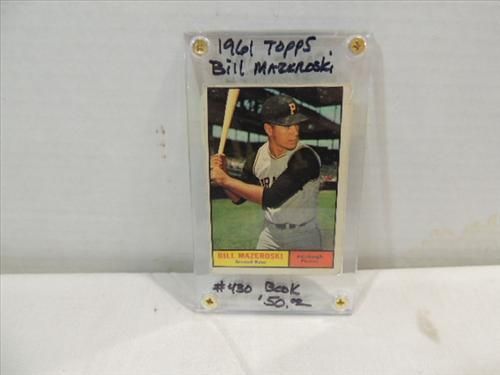 1961 TOPPS
Bill MAZEROSKI
P
BILL MAZEROSKI
Second Base
Pittsburgh
Pirates
#430 Book
$50.00